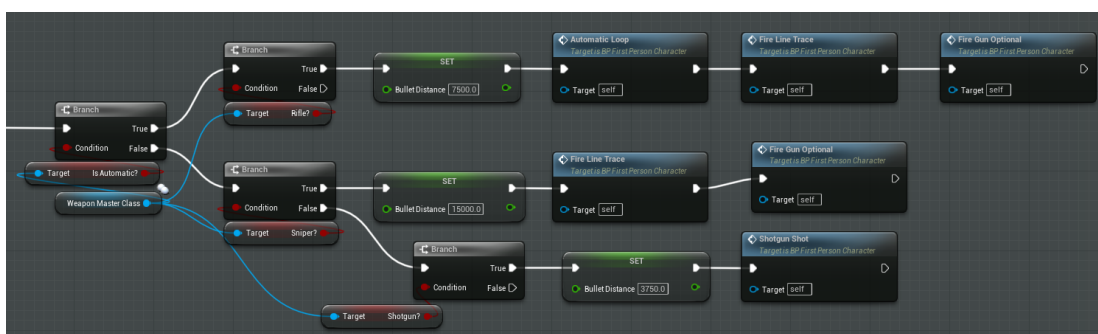 Branch
True
Condition False
Target Is Automatic?
Weapon Master Class
Branch
True
Condition False
Target Rifle?
SET
Bullet Distance 7500.0
Automatic Loop
Target is BP First Person Character
Target self
Fire Line Trace
Target is BP First Person Character
Target self
Fire Gun Optional
Target is BP First Person Character
Target self
Branch
True
Condition False
Target Sniper?
SET
Bullet Distance 15000.0
Fire Line Trace
Target is BP First Person Character
Target self
Fire Gun Optional
Target is BP First Person Character
Target self
Branch
True
Condition False
Target Shotgun?
SET
Bullet Distance 3750.0
Shotgun Shot
Target is BP First Person Character
Target self